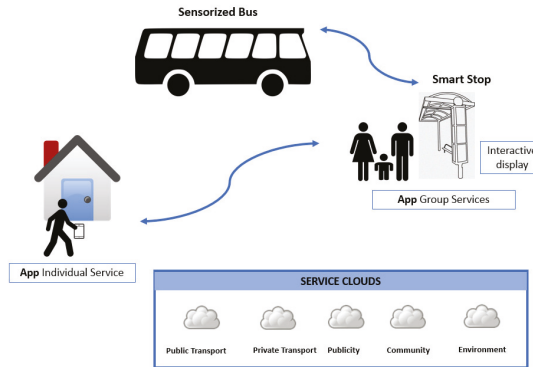 Sensorized Bus
Smart Stop
Interactive
display
App Group Services
App Individual Service
SERVICE CLOUDS
Public Transport
Private Transport
Publicity
Community
Environment